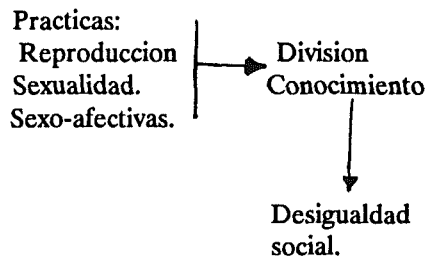 Practicas:
Reproduccion
Sexualidad.
Sexo-afectivas.
Division
Conocimiento
Desigualdad
social.